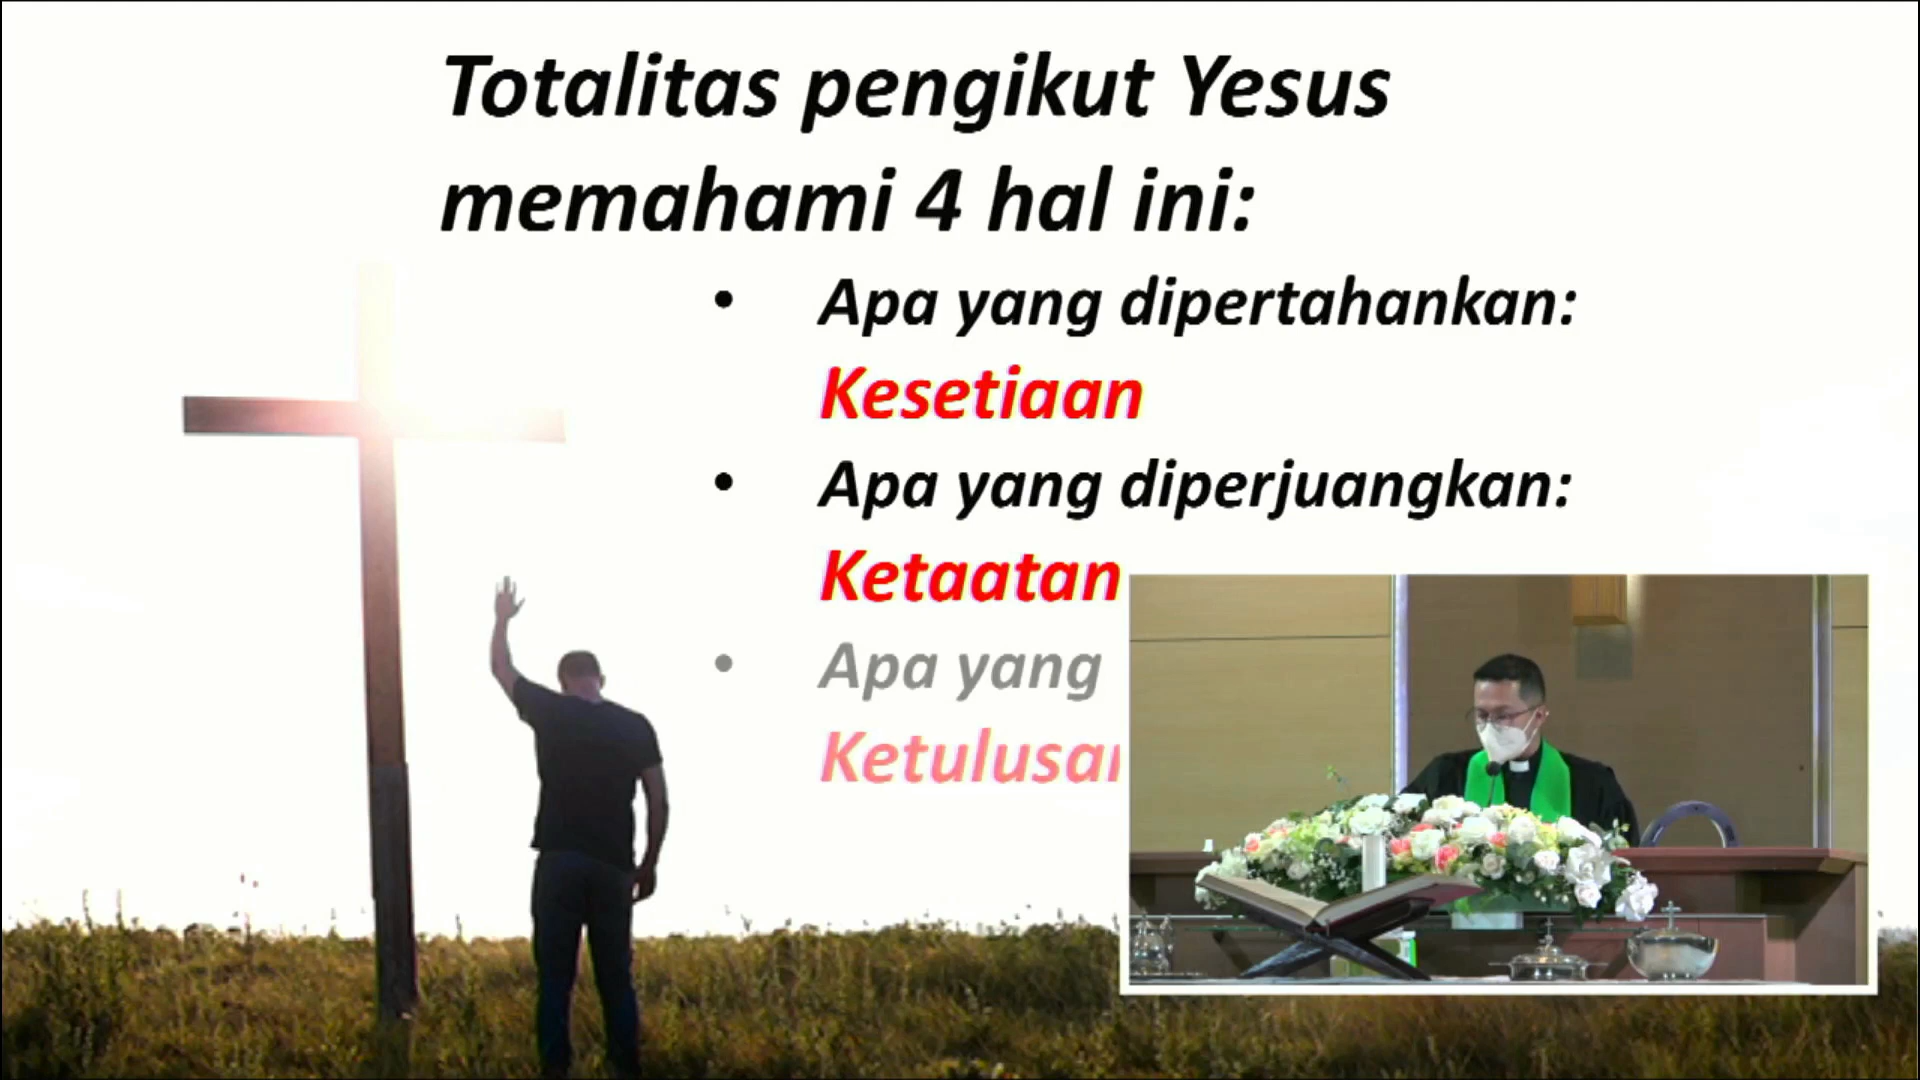 Totalitas pengikut Yesus
memahami 4 hal ini:
• Apa yang dipertahankan:
Kesetiaan
• Apa yang diperjuangkan:
Ketaatan
• Apa yang